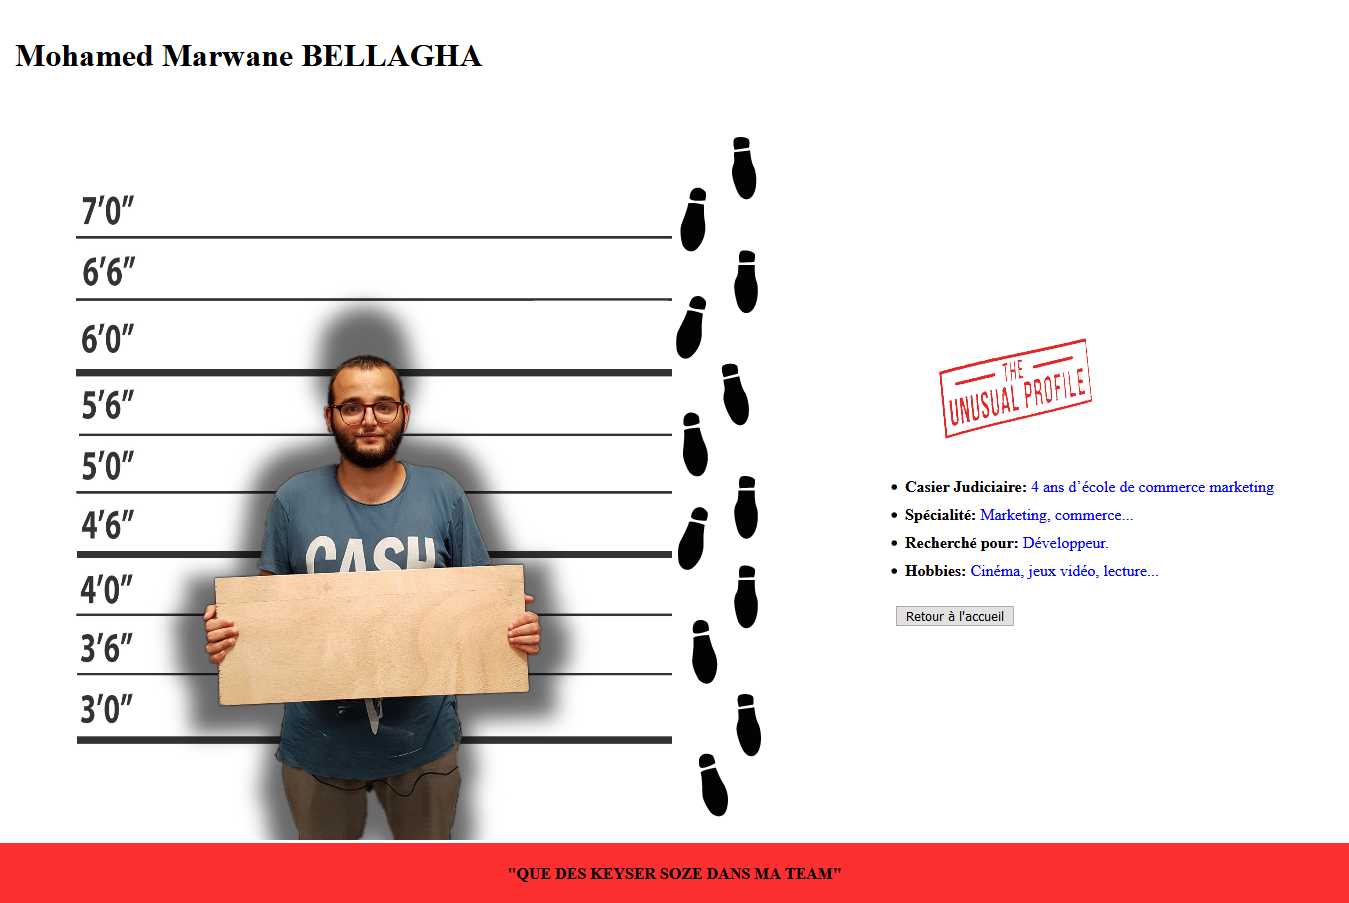 Mohamed Marwane BELLAGHA
7'0"
6'6"
6'0"
5'6"
5'0"
4'6"
4'0"
3'6"
3'0"
CASH
THE
UNUSUAL PROFILE
Casier Judiciaire: 4 ans d'école de commerce marketing
Spécialité: Marketing, commerce...
Recherché pour: Développeur.
Hobbies: Cinéma, jeux vidéo, lecture...
Retour à l'accueil
"QUE DES KEYSER SOZE DANS MA TEAM"